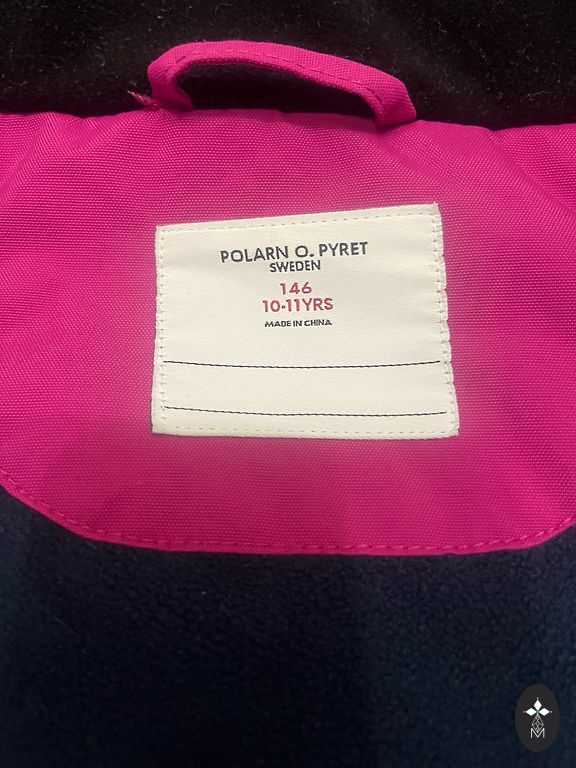 POLARN O. PYRET
SWEDEN
146
10-11YRS
MADE IN CHINA
M